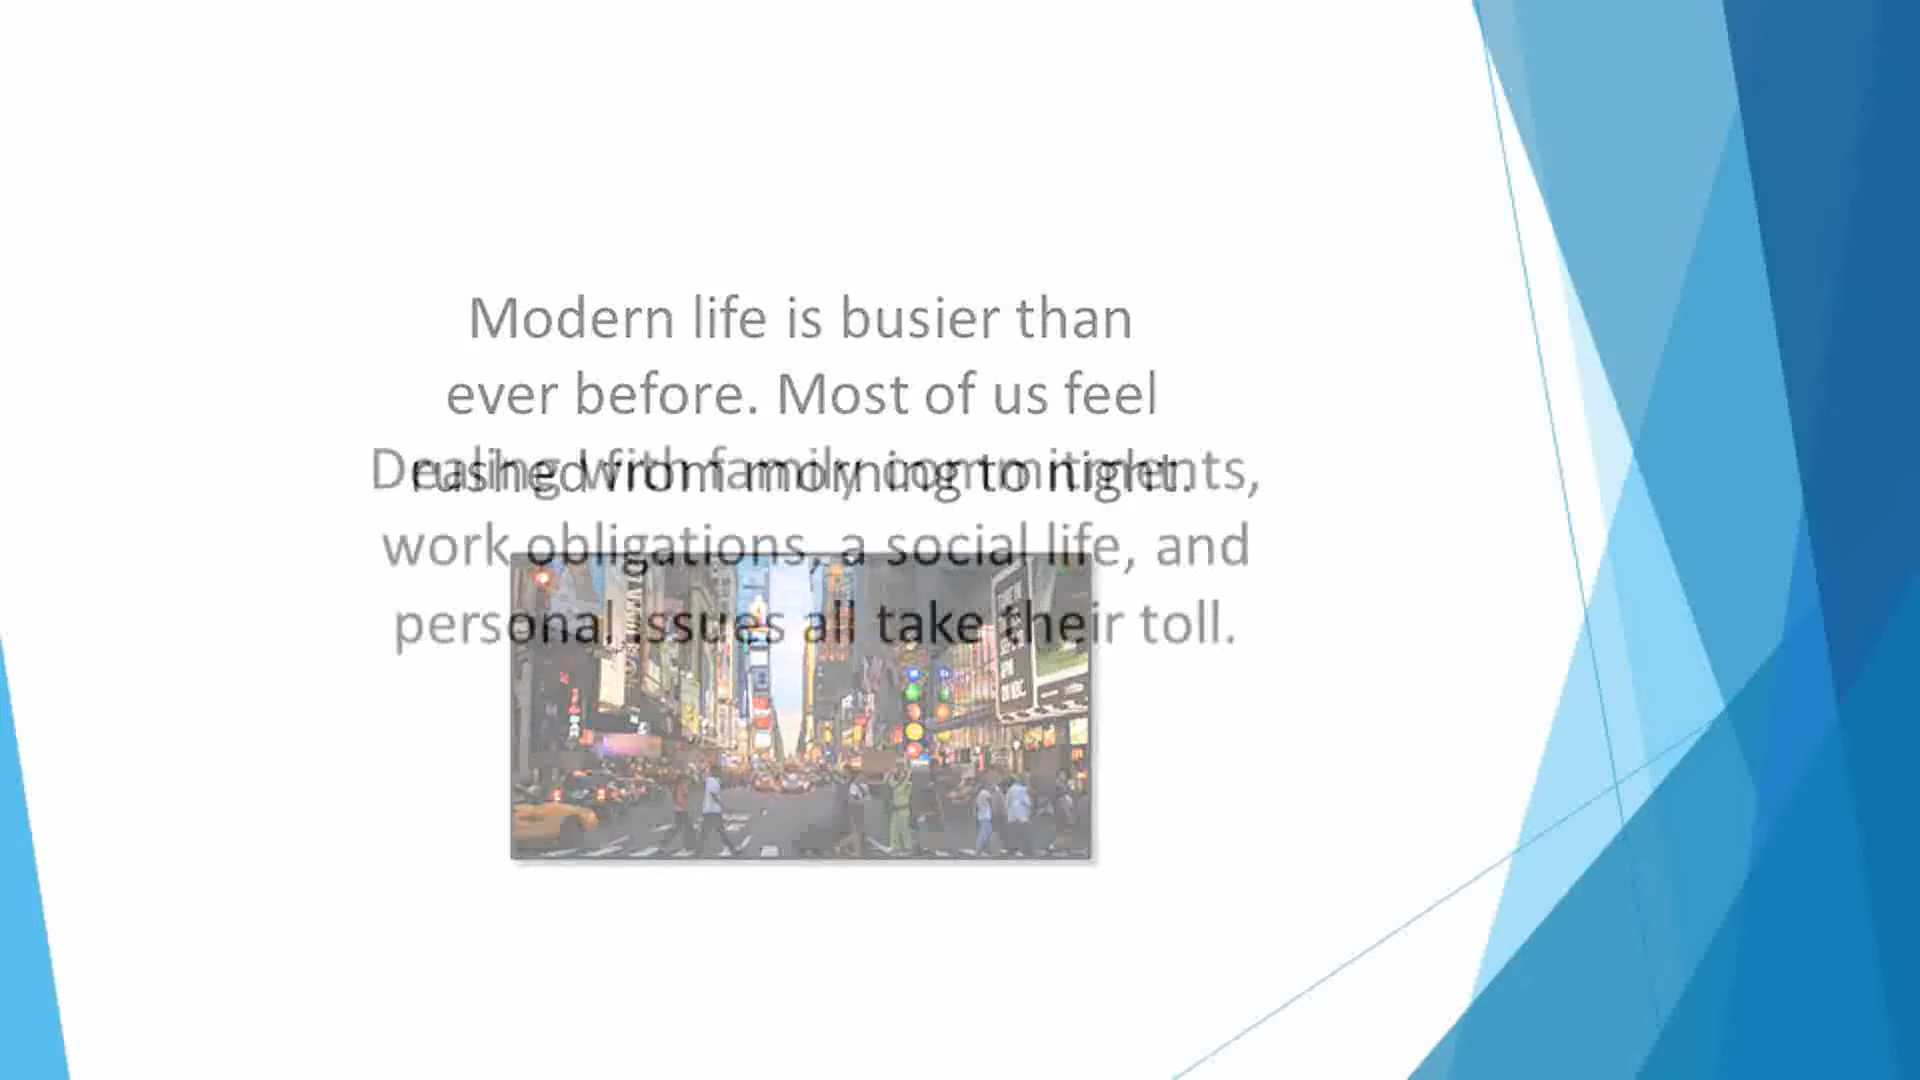 Modern life is busier than
ever before. Most of us feel
rushed from morning to night.
Dealing with family commitments,
work obligations, a social life, and
personal issues all take their toll.